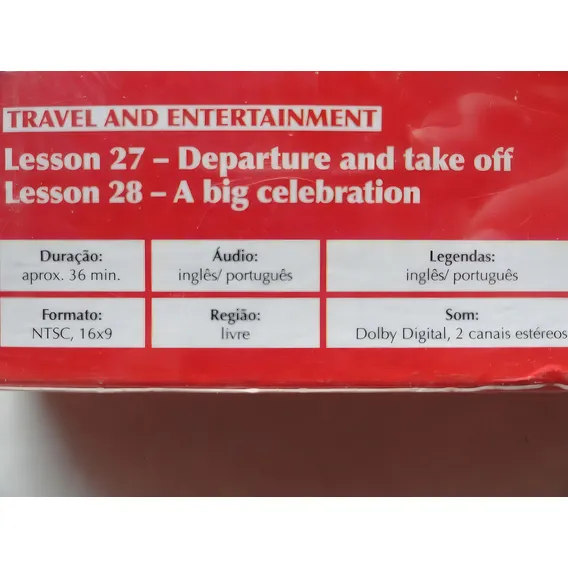 TRAVEL AND ENTERTAINMENT
Lesson 27 – Departure and take off
Lesson 28 – A big celebration
Duração:
aprox. 36 min.
Áudio:
inglês/ português
Legendas:
inglês/ português
Formato:
NTSC, 16x9
Região:
livre
Som:
Dolby Digital, 2 canais estéreos